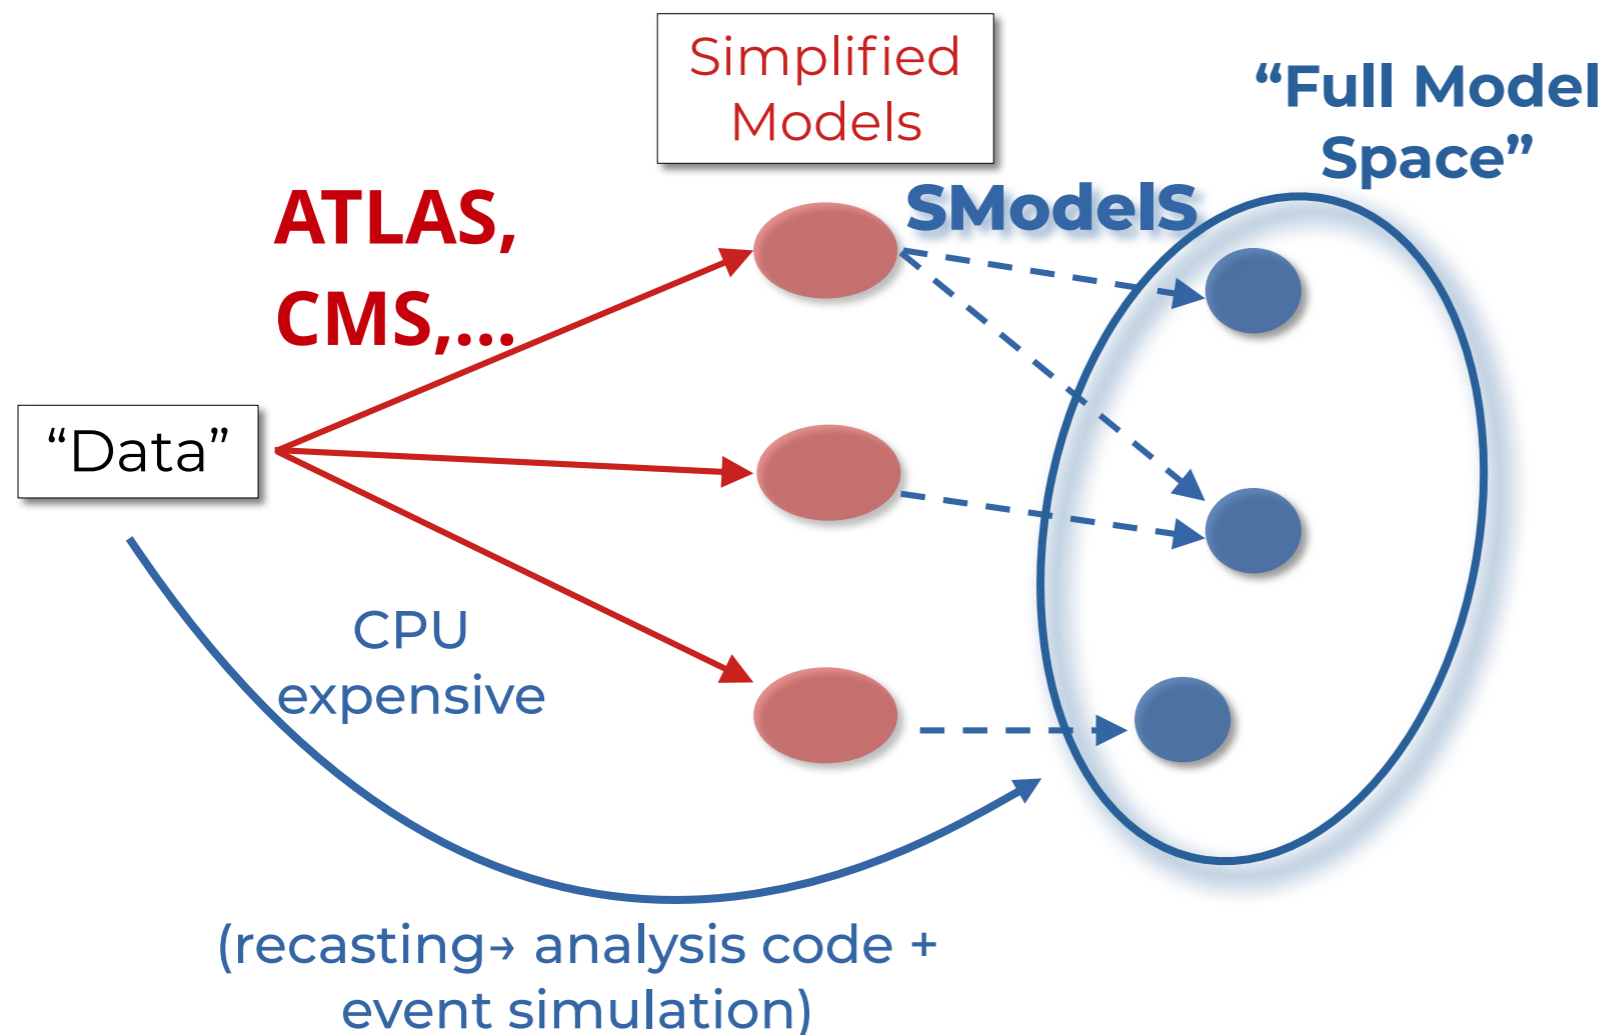 Simplified
Models
“Full Model
Space”
ATLAS,
CMS,...
SModelS
“Data”
CPU
expensive
(recasting→ analysis code +
event simulation)